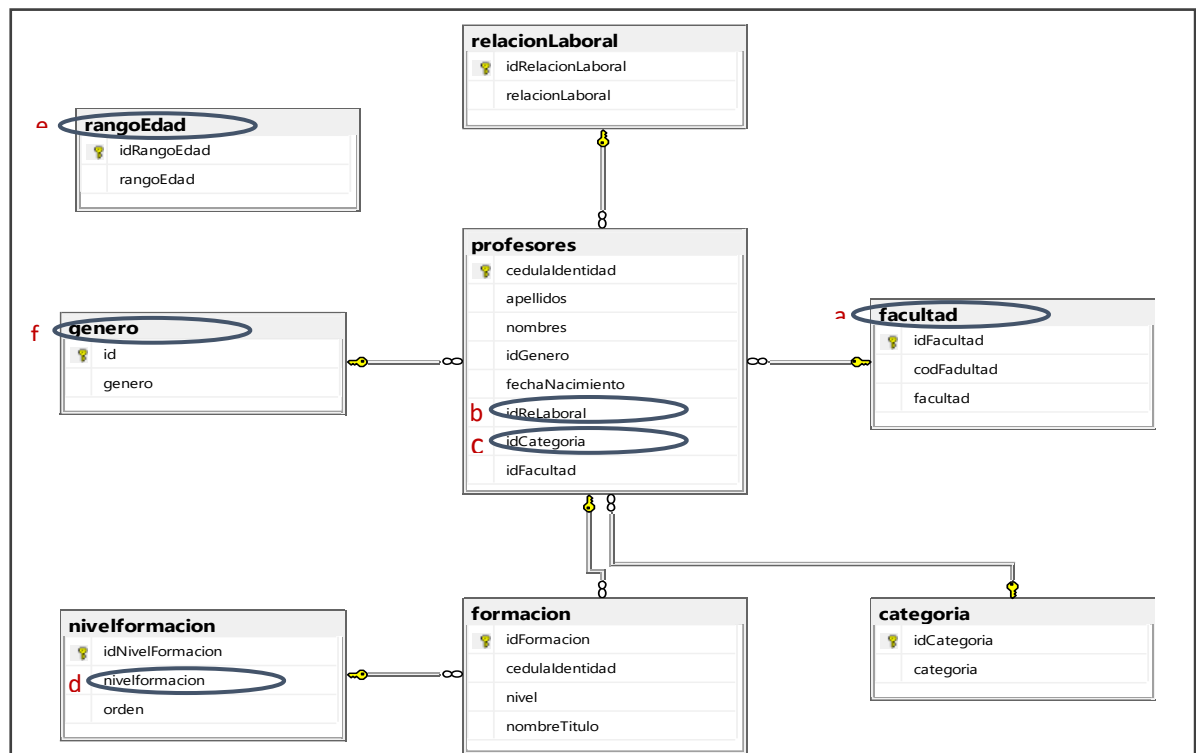 relacionLaboral
idRelacionLaboral
relacionLaboral
e
rangoEdad
idRangoEdad
rangoEdad
profesores
cedulaIdentidad
apellidos
nombres
idGenero
fechaNacimiento
b
idReLaboral
c
idCategoria
idFacultad
f
genero
id
genero
a
facultad
idFacultad
codFadultad
facultad
nivelformacion
idNivelFormacion
d
nivelformacion
orden
formacion
idFormacion
cedulaIdentidad
nivel
nombreTitulo
categoria
idCategoria
categoria